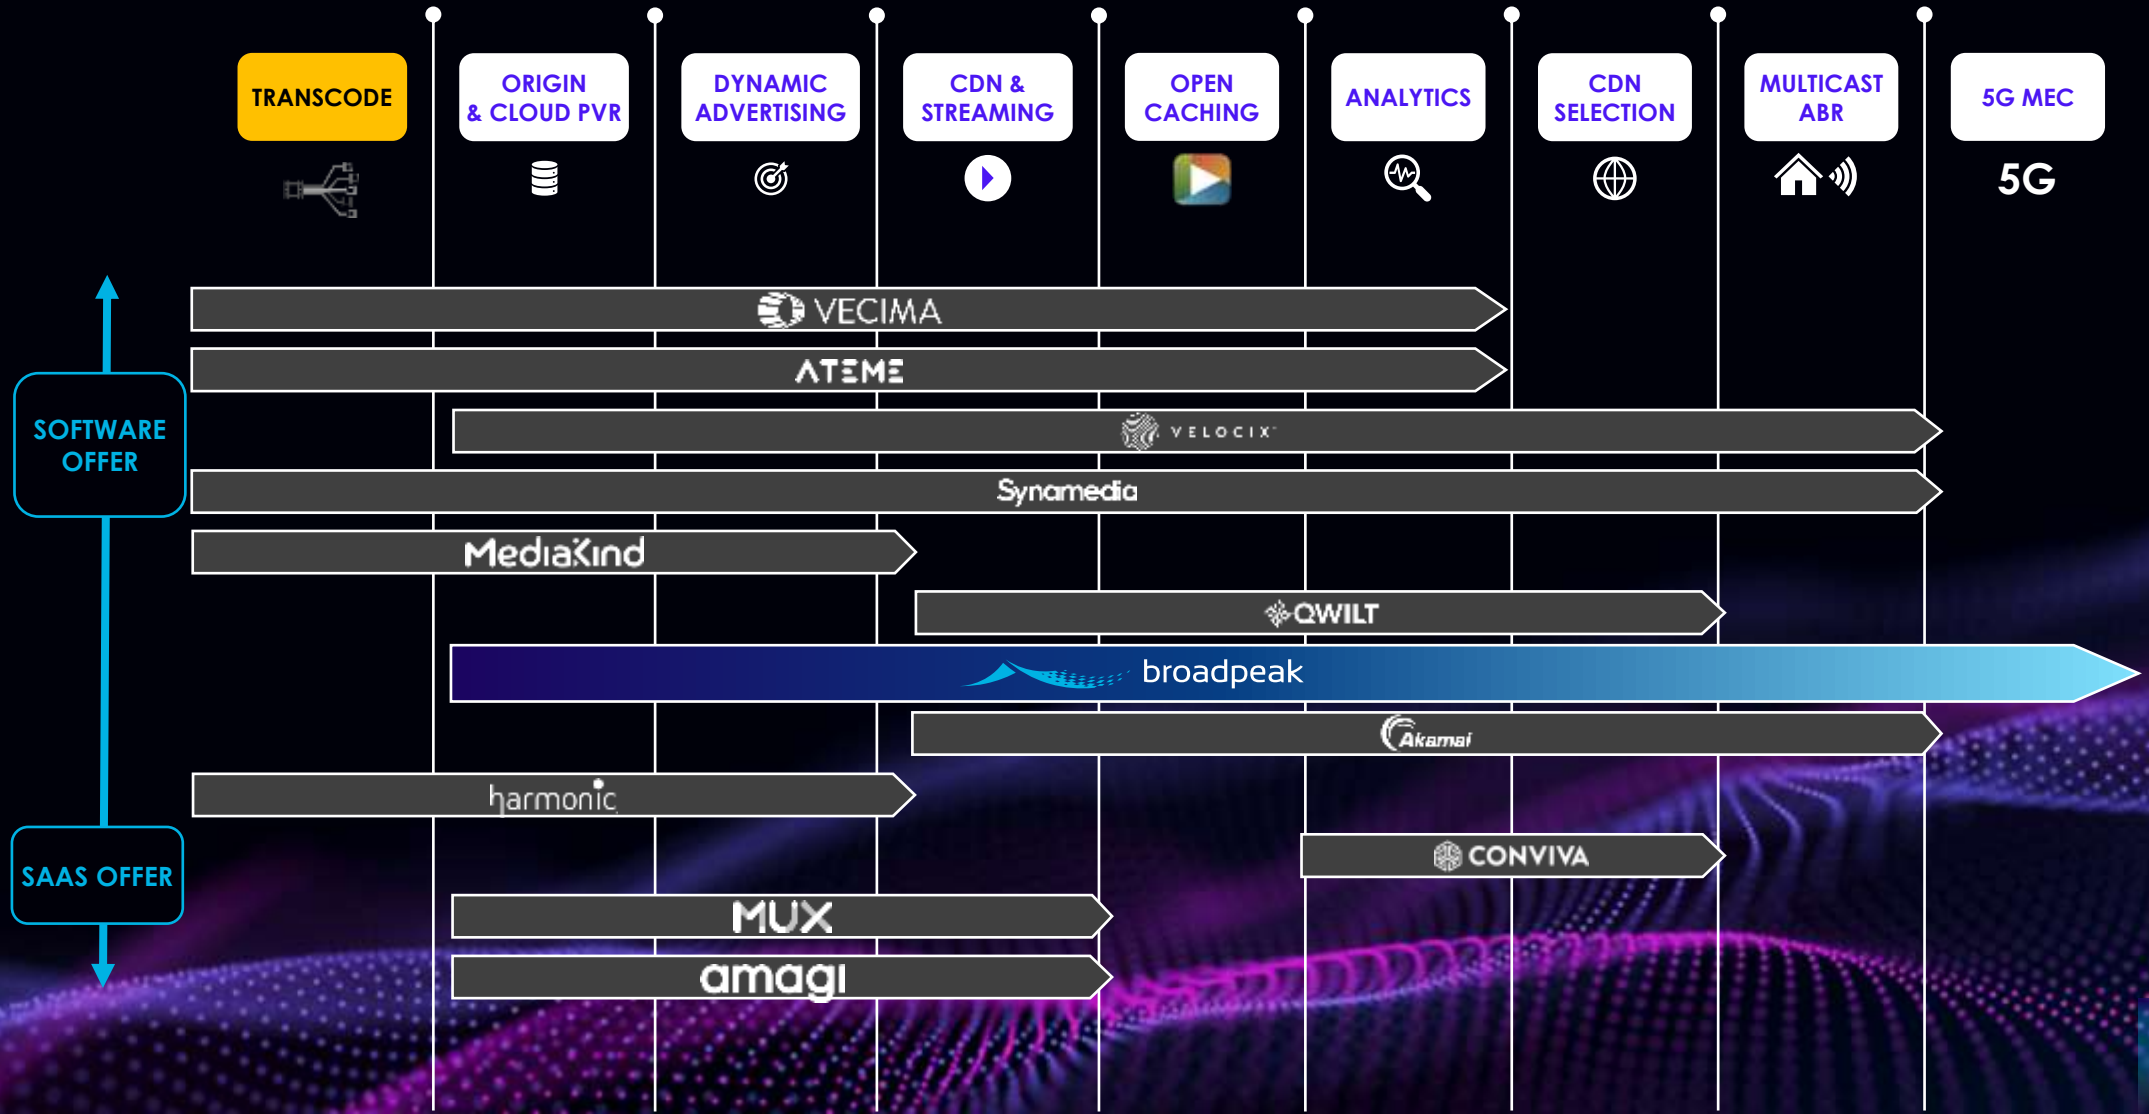 TRANSCODE
ORIGIN
& CLOUD PVR
DYNAMIC
ADVERTISING
CDN &
STREAMING
OPEN
CACHING
ANALYTICS
CDN
SELECTION
MULTICAST
ABR
5G MEC
5G
VECIMA
ATEME
SOFTWARE
OFFER
VELOCIX
Synamedia
MediaKind
QWILT
broadpeak
Akamai
harmonic
CONVIVA
SAAS OFFER
MUX
amagi